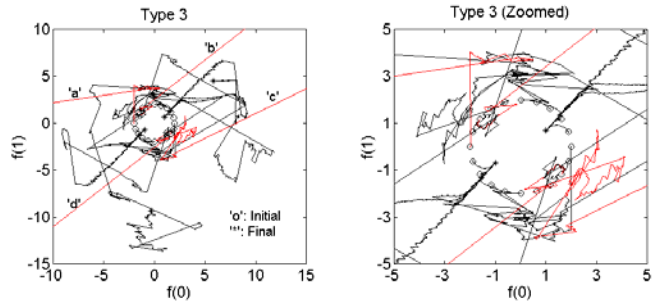 Type 3
10
5
0
-5
-10
-15
-10
-5
0
5
10
15
f(1)
f(0)
'a'
'b'
'c'
'd'
'o': Initial
'*': Final
Type 3 (Zoomed)
5
3
1
-1
-3
-5
-5
-3
-1
1
3
5
f(1)
f(0)